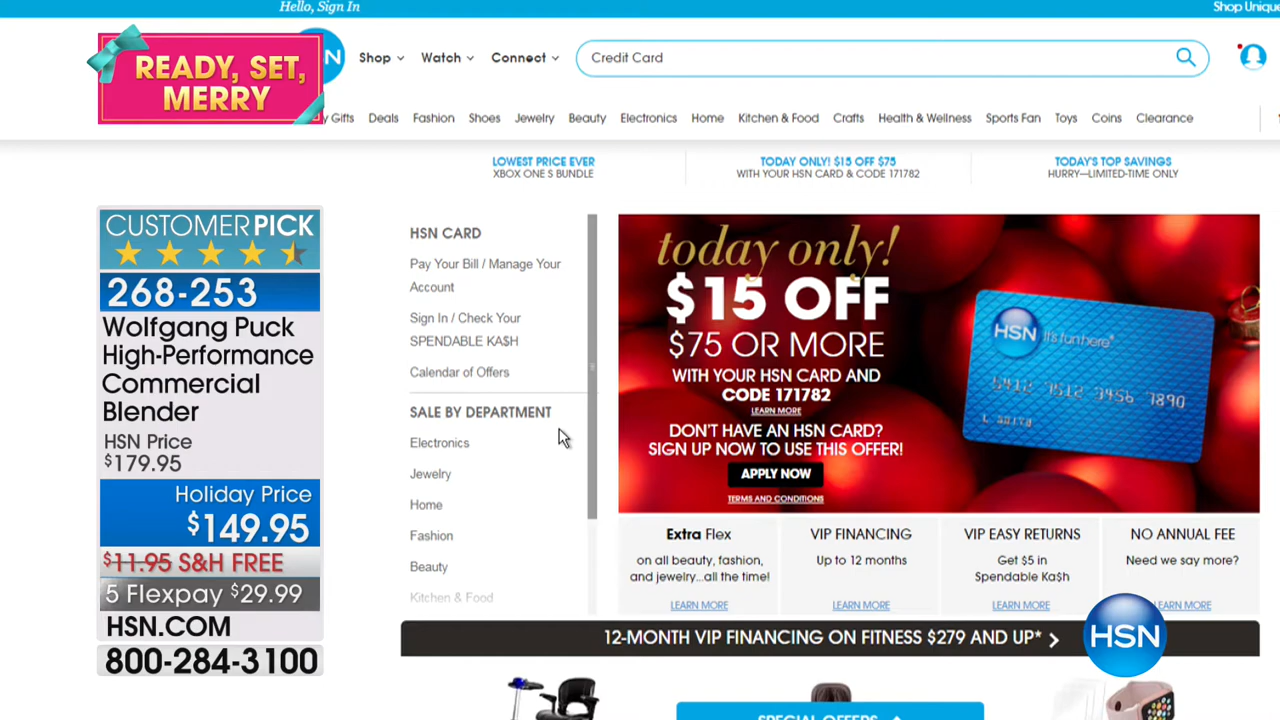 Hello, Sign In
Shop Unique
READY, SET,
MERRY
Shop
Watch
Connect
Credit Card
Gifts
Deals
Fashion
Shoes
Jewelry
Beauty
Electronics
Home
Kitchen & Food
Crafts
Health & Wellness
Sports Fan
Toys
Coins
Clearance
LOWEST PRICE EVER
XBOX ONE S BUNDLE
TODAY ONLY! $15 OFF $75
WITH YOUR HSN CARD & CODE 171782
TODAY'S TOP SAVINGS
HURRY—LIMITED-TIME ONLY
CUSTOMER PICK
268-253
Wolfgang Puck
High-Performance
Commercial
Blender
HSN Price
$179.95
Holiday Price
$149.95
$11.95 S&H FREE
5 Flexpay $29.99
HSN.COM
800-284-3100
HSN CARD
Pay Your Bill / Manage Your
Account
Sign In / Check Your
SPENDABLE KA$H
Calendar of Offers
SALE BY DEPARTMENT
Electronics
Jewelry
Home
Fashion
Beauty
Kitchen & Food
today only!
$15 OFF
$75 OR MORE
WITH YOUR HSN CARD AND
CODE 171782
LEARN MORE
DON'T HAVE AN HSN CARD?
SIGN UP NOW TO USE THIS OFFER!
APPLY NOW
TERMS AND CONDITIONS
HSN it's fun here
5412 7512 3456 7890
Extra Flex
on all beauty, fashion,
and jewelry...all the time!
LEARN MORE
VIP FINANCING
Up to 12 months
LEARN MORE
VIP EASY RETURNS
Get $5 in
Spendable Ka$h
LEARN MORE
NO ANNUAL FEE
Need we say more?
LEARN MORE
12-MONTH VIP FINANCING ON FITNESS $279 AND UP*
HSN
SPECIAL OFFERS